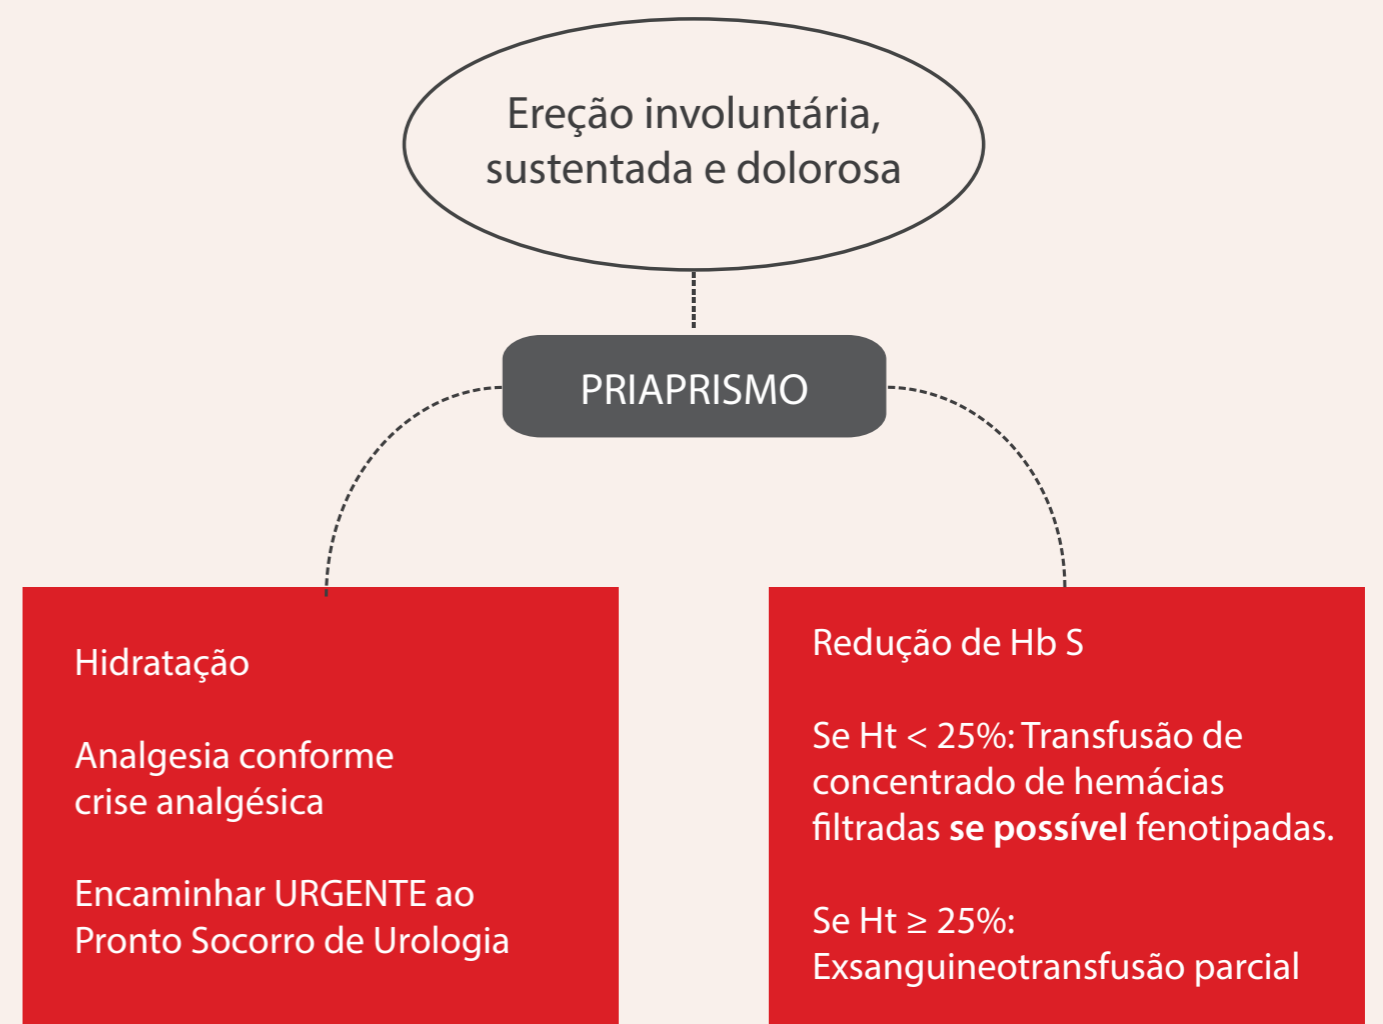 Ereção involuntária,
sustentada e dolorosa
PRIAPRISMO
Hidratação
Analgesia conforme
crise analgésica
Encaminhar URGENTE ao
Pronto Socorro de Urologia
Redução de Hb S
Se Ht < 25%: Transfusão de
concentrado de hemácias
filtradas se possível fenotipadas.
Se Ht ≥ 25%:
Exsanguineotransfusão parcial